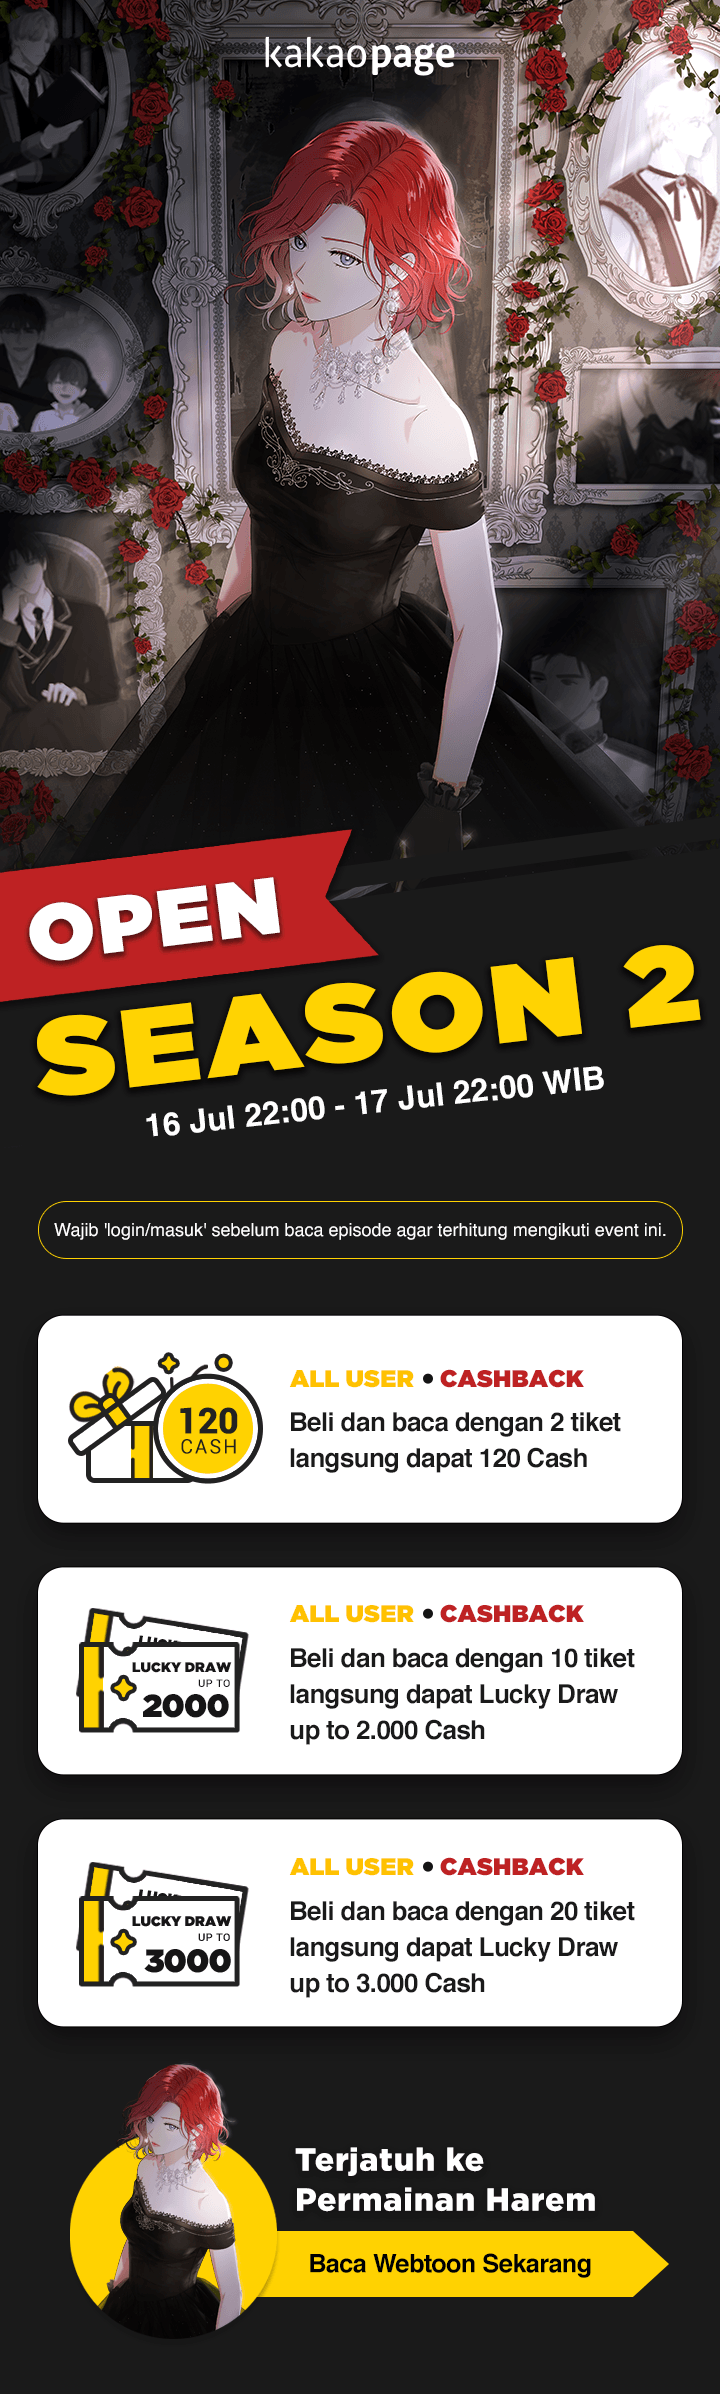 kakaopage
OPEN
SEASON 2
16 Jul 22:00 - 17 Jul 22:00 WIB
Wajib 'login/masuk' sebelum baca episode agar terhitung mengikuti event ini.
120
CASH
ALL USER • CASHBACK
Beli dan baca dengan 2 tiket
langsung dapat 120 Cash
LUCKY DRAW
UP TO
2000
ALL USER • CASHBACK
Beli dan baca dengan 10 tiket
langsung dapat Lucky Draw
up to 2.000 Cash
LUCKY DRAW
UP TO
3000
ALL USER • CASHBACK
Beli dan baca dengan 20 tiket
langsung dapat Lucky Draw
up to 3.000 Cash
Terjatuh ke
Permainan Harem
Baca Webtoon Sekarang